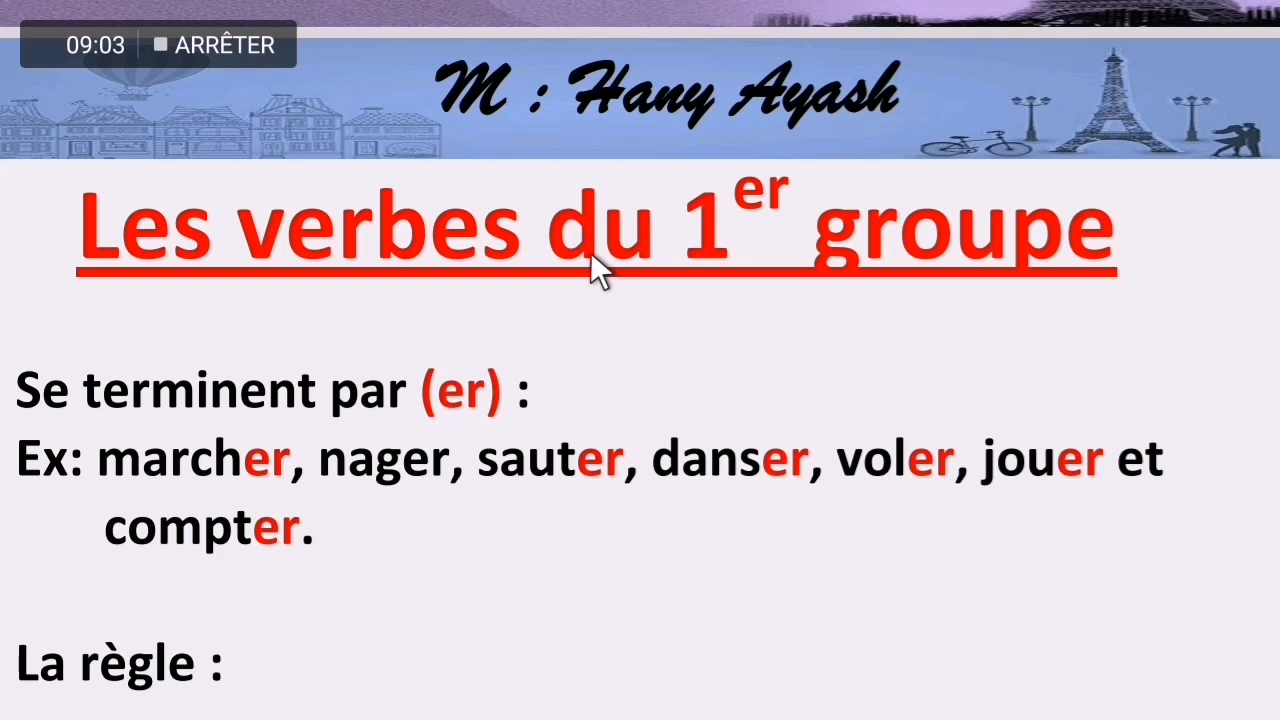 09:03 ARRÊTER
M : Hany Ayash
Les verbes du 1er groupe
Se terminent par (er) :
Ex: marcher, nager, sauter, danser, voler, jouer et
compter.
La règle :